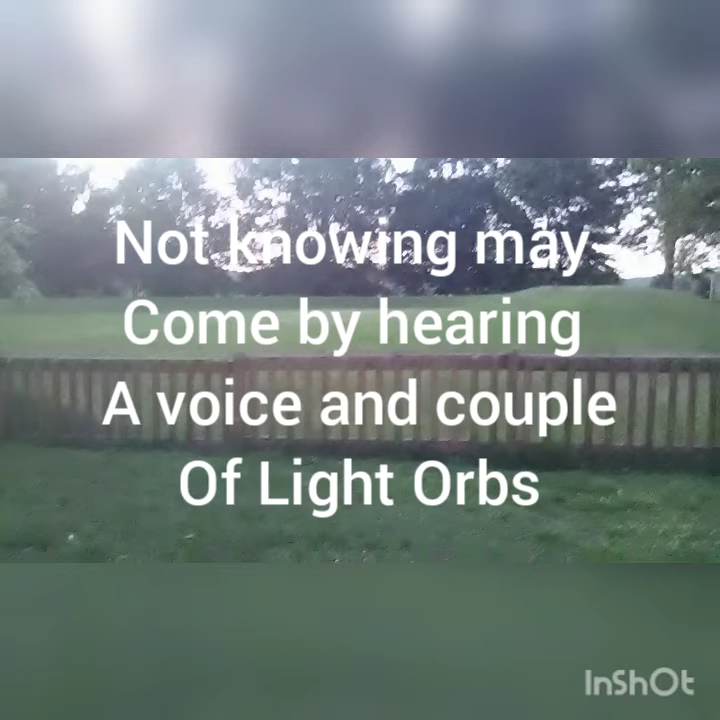 Not knowing may
Come by hearing
A voice and couple
Of Light Orbs
InShOt